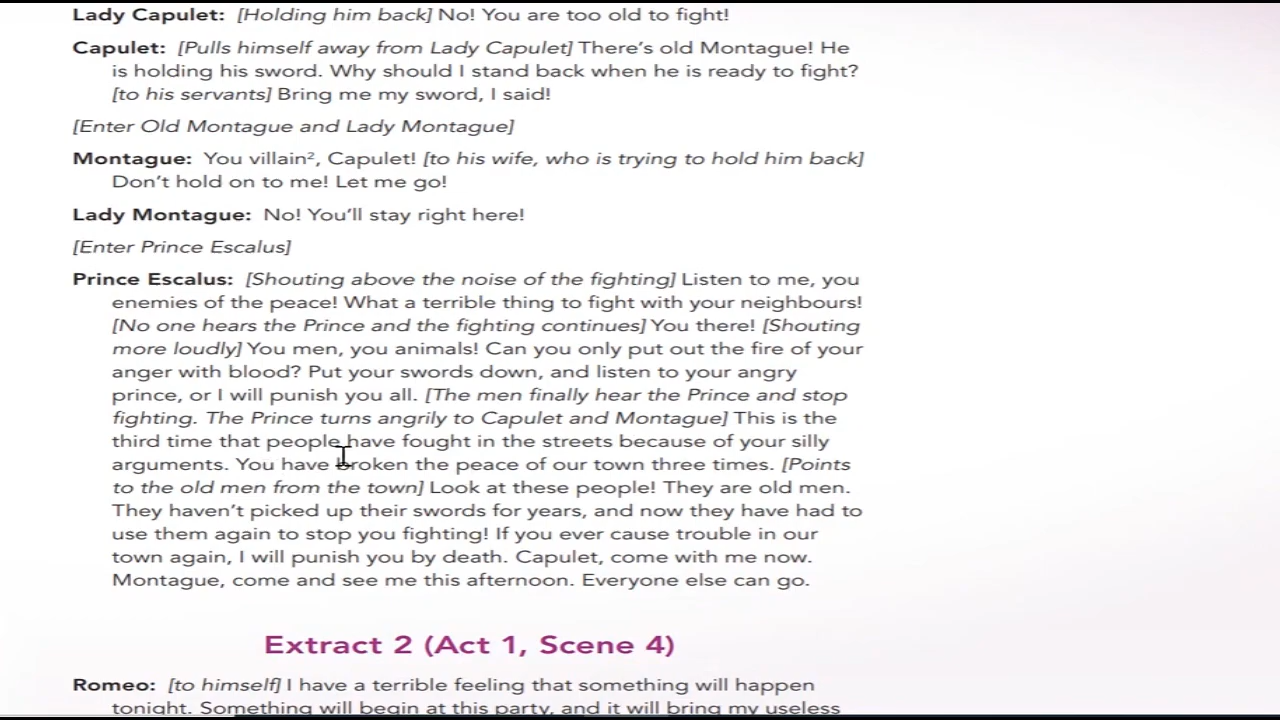 Lady Capulet: [Holding him back] No! You are too old to fight!
Capulet: [Pulls himself away from Lady Capulet] There's old Montague! He
is holding his sword. Why should I stand back when he is ready to fight?
[to his servants] Bring me my sword, I said!
[Enter Old Montague and Lady Montague]
Montague: You villain², Capulet! [to his wife, who is trying to hold him back]
Don't hold on to me! Let me go!
Lady Montague: No! You'll stay right here!
[Enter Prince Escalus]
Prince Escalus: [Shouting above the noise of the fighting] Listen to me, you
enemies of the peace! What a terrible thing to fight with your neighbours!
[No one hears the Prince and the fighting continues] You there! [Shouting
more loudly] You men, you animals! Can you only put out the fire of your
anger with blood? Put your swords down, and listen to your angry
prince, or I will punish you all. [The men finally hear the Prince and stop
fighting. The Prince turns angrily to Capulet and Montague] This is the
third time that people have fought in the streets because of your silly
arguments. You have broken the peace of our town three times. [Points
to the old men from the town] Look at these people! They are old men.
They haven't picked up their swords for years, and now they have had to
use them again to stop you fighting! If you ever cause trouble in our
town again, I will punish you by death. Capulet, come with me now.
Montague, come and see me this afternoon. Everyone else can go.
Extract 2 (Act 1, Scene 4)
Romeo: [to himself] I have a terrible feeling that something will happen
tonight. Something will begin at this party, and it will bring my useless